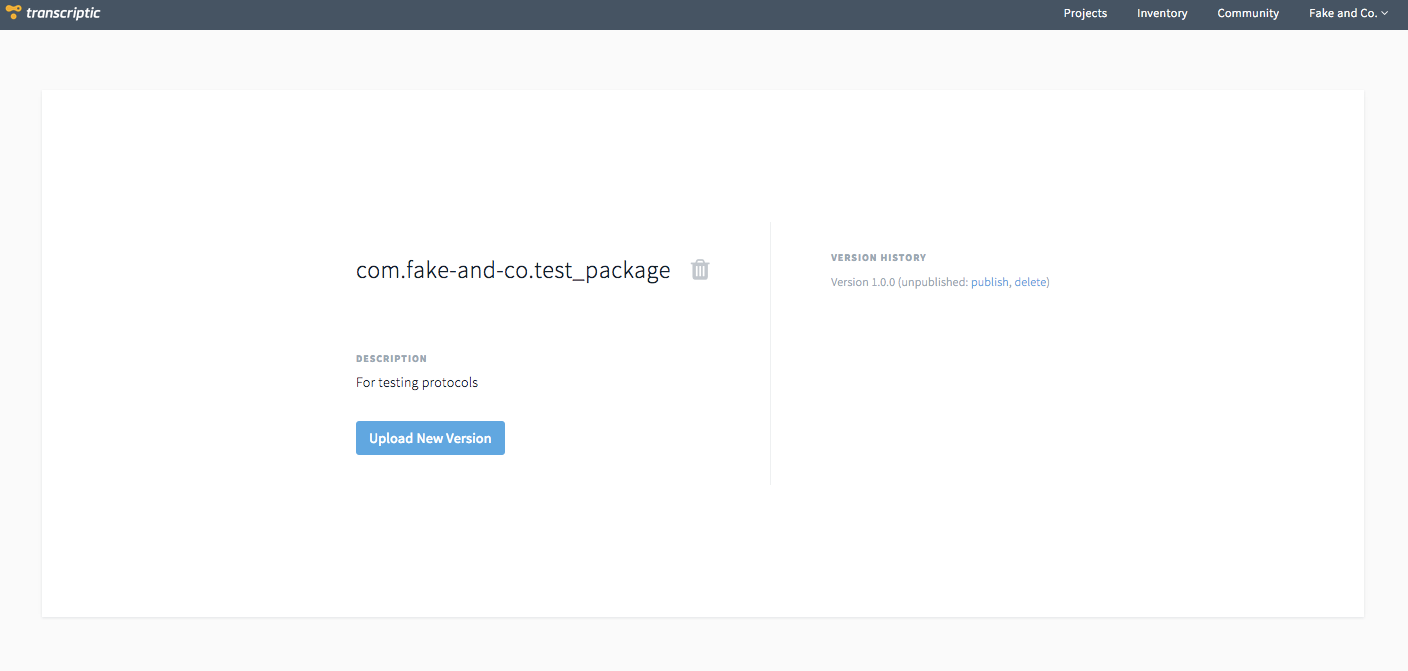 transcriptic
Projects Inventory Community Fake and Co.
com.fake-and-co.test_package
DESCRIPTION
For testing protocols
Upload New Version
VERSION HISTORY
Version 1.0.0 (unpublished: publish, delete)